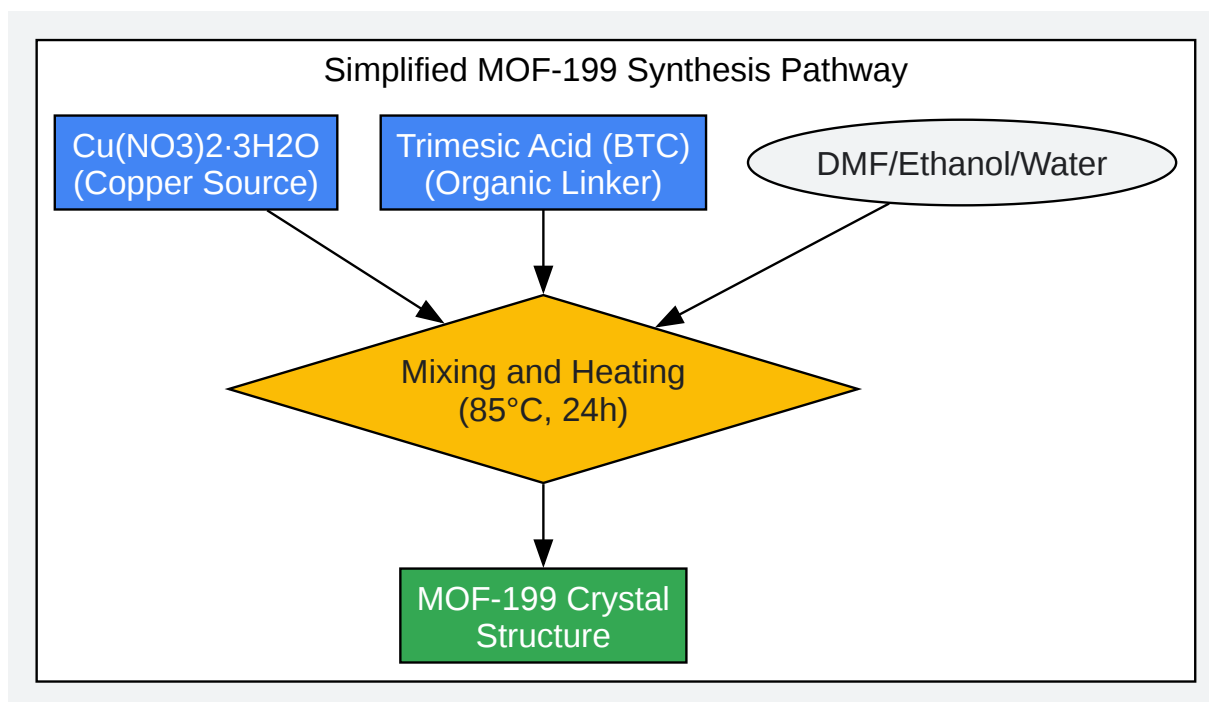 Simplified MOF-199 Synthesis Pathway
Cu(NO3)2·3H2O
(Copper Source)
Trimesic Acid (BTC)
(Organic Linker)
DMF/Ethanol/Water
Mixing and Heating
(85°C, 24h)
MOF-199 Crystal
Structure